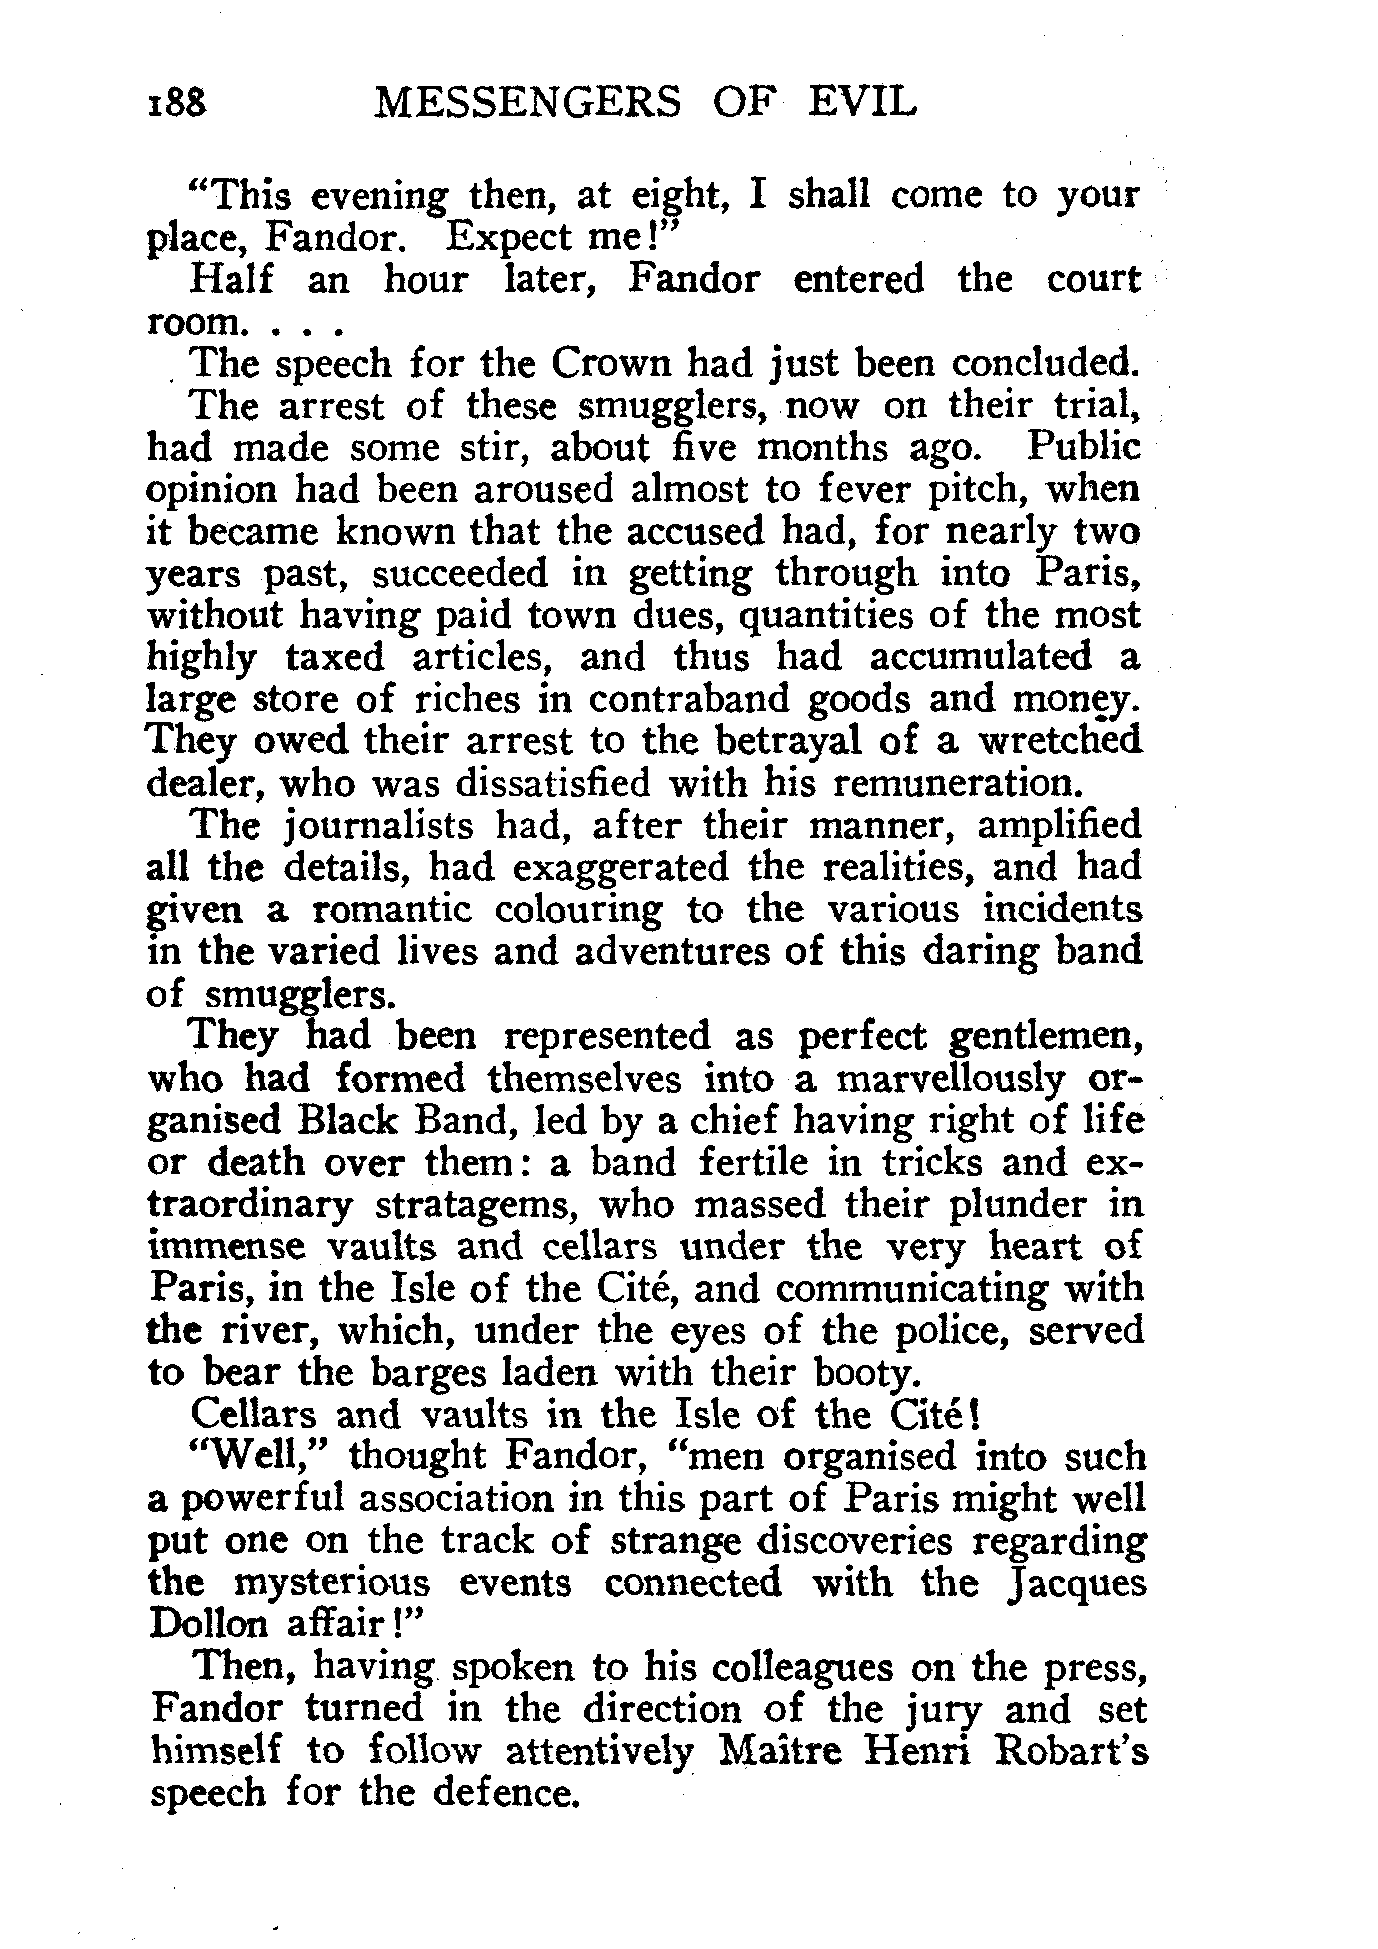 188 MESSENGERS OF EVIL
“This evening then, at eight, I shall come to your
place, Fandor. Expect me!”
Half an hour later, Fandor entered the court
room. . . .
The speech for the Crown had just been concluded.
The arrest of these smugglers, now on their trial,
had made some stir, about five months ago. Public
opinion had been aroused almost to fever pitch, when
it became known that the accused had, for nearly two
years past, succeeded in getting through into Paris,
without having paid town dues, quantities of the most
highly taxed articles, and thus had accumulated a
large store of riches in contraband goods and money.
They owed their arrest to the betrayal of a wretched
dealer, who was dissatisfied with his remuneration.
The journalists had, after their manner, amplified
all the details, had exaggerated the realities, and had
given a romantic colouring to the various incidents
in the varied lives and adventures of this daring band
of smugglers.
They had been represented as perfect gentlemen,
who had formed themselves into a marvellously or-
ganised Black Band, led by a chief having right of life
or death over them: a band fertile in tricks and ex-
traordinary stratagems, who massed their plunder in
immense vaults and cellars under the very heart of
Paris, in the Isle of the Cité, and communicating with
the river, which, under the eyes of the police, served
to bear the barges laden with their booty.
Cellars and vaults in the Isle of the Cité!
“Well,” thought Fandor, “men organised into such
a powerful association in this part of Paris might well
put one on the track of strange discoveries regarding
the mysterious events connected with the Jacques
Dollon affair!”
Then, having spoken to his colleagues on the press,
Fandor turned in the direction of the jury and set
himself to follow attentively Maître Henri Robart’s
speech for the defence.